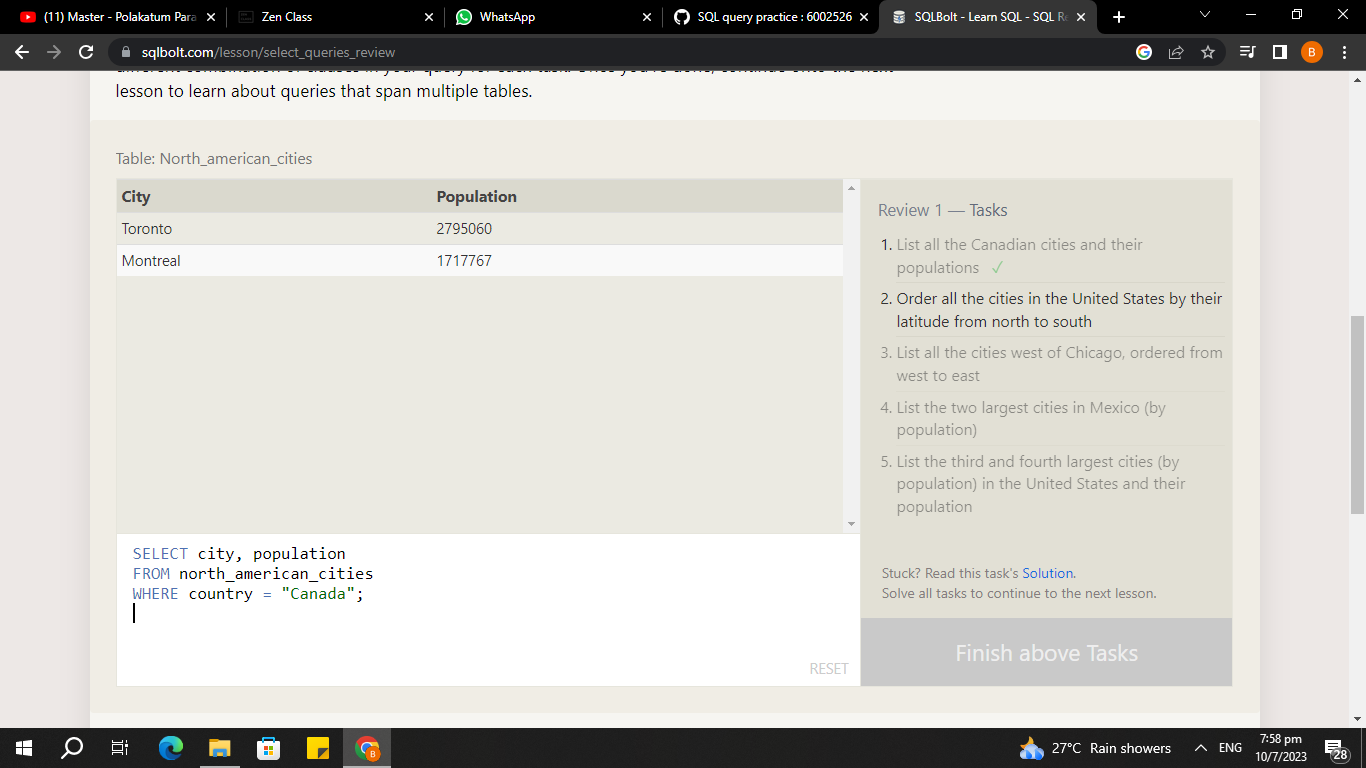 (11) Master - Polakatum Para
Zen Class
WhatsApp
SQL query practice : 6002526
SQLBolt - Learn SQL - SQL Re
sqlbolt.com/lesson/select_queries_review
B
lesson to learn about queries that span multiple tables.
Table: North_american_cities
City Population
Toronto 2795060
Montreal 1717767
Review 1 — Tasks
1. List all the Canadian cities and their
populations ✓
2. Order all the cities in the United States by their
latitude from north to south
3. List all the cities west of Chicago, ordered from
west to east
4. List the two largest cities in Mexico (by
population)
5. List the third and fourth largest cities (by
population) in the United States and their
population
Stuck? Read this task's Solution.
Solve all tasks to continue to the next lesson.
Finish above Tasks
SELECT city, population
FROM north_american_cities
WHERE country = "Canada";
RESET
B
27°C Rain showers
ENG
7:58 pm
10/7/2023
28